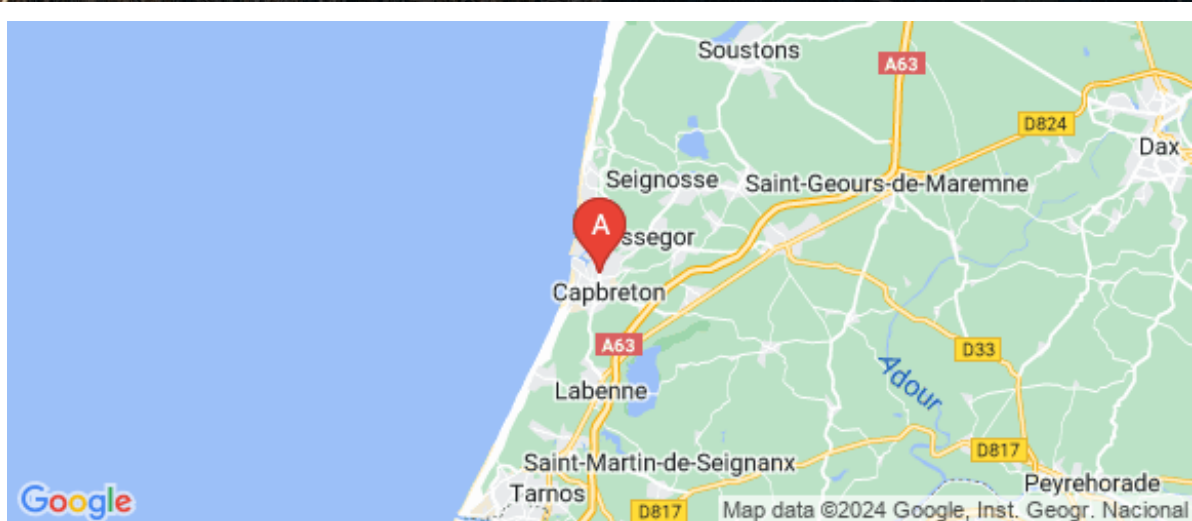 Soustons
A63
D824
Dax
Seignosse
Saint-Geours-de-Maremne
A
ssegor
Capbreton
A63
D33
Labenne
Adour
Saint-Martin-de-Seignanx
D817
Peyrehorade
Tarnos
D817
Google
Map data ©2024 Google, Inst. Geogr. Nacional